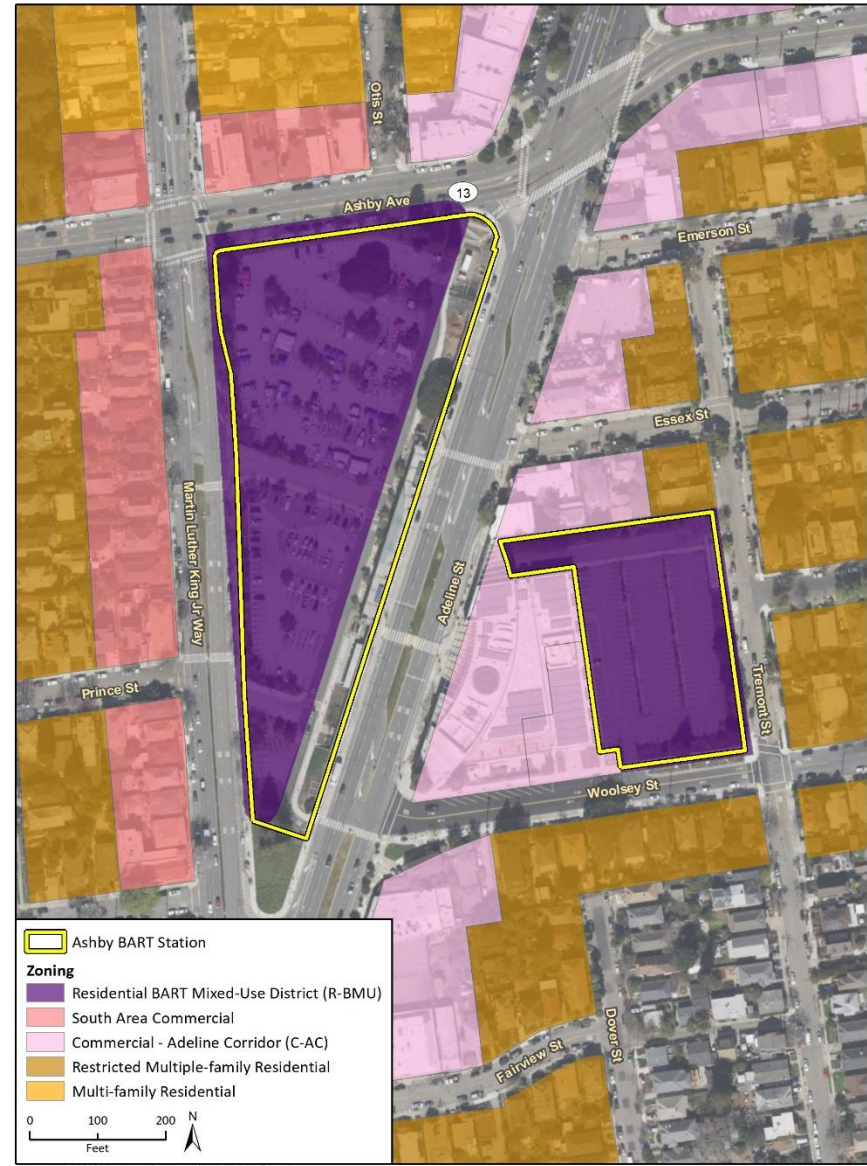 Otis St
13
Ashby Ave
Emerson St
Essex St
Martin Luther King Jr Way
Adeline St
Prince St
Tremont St
Woolsey St
Dover St
Fairview St
Ashby BART Station
Zoning
Residential BART Mixed-Use District (R-BMU)
South Area Commercial
Commercial - Adeline Corridor (C-AC)
Restricted Multiple-family Residential
Multi-family Residential
0 100 200
Feet
N